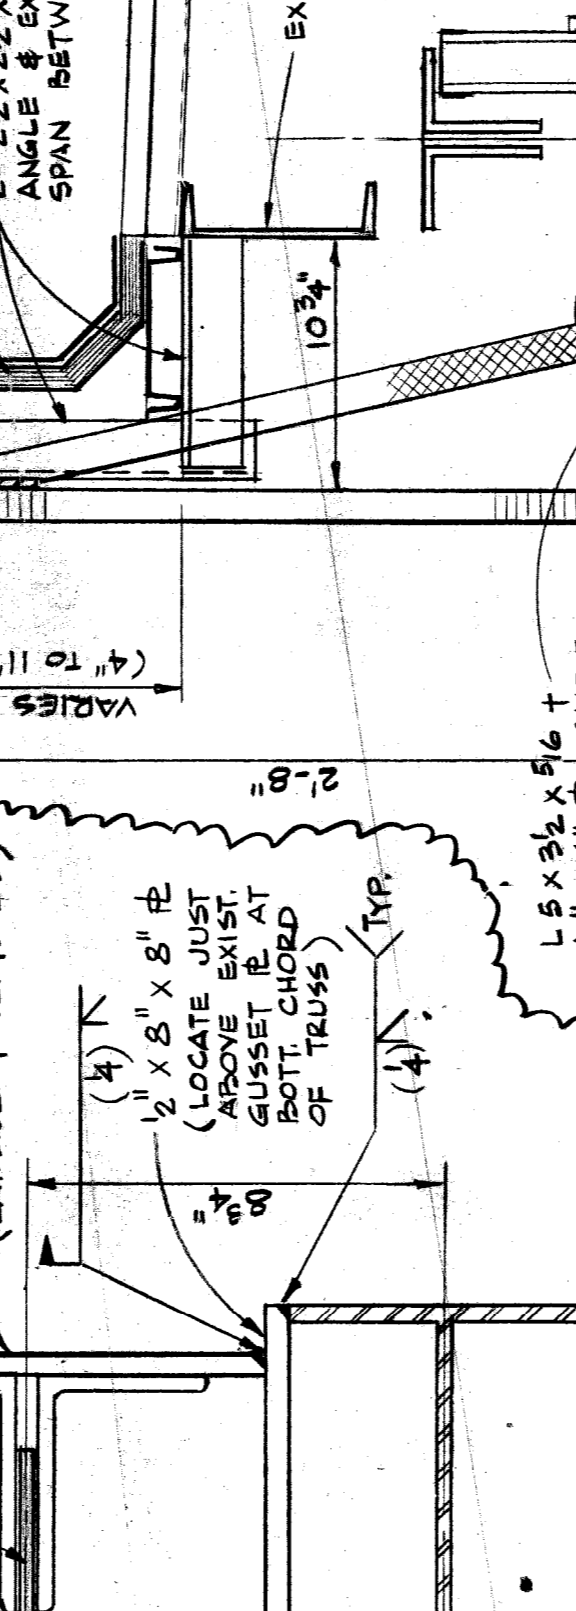 ANGLE & EX
SPAN BETW
EX
10¾"
VARIES
(4" TO 11
2'-8"
L 5 X 3½ X 5/16 +
½" X 8" X 8" ℄
(LOCATE JUST
ABOVE EXIST.
GUSSET ℄ AT
BOTT. CHORD
OF TRUSS)
(¼)
TYP.
(¼)
8¾"